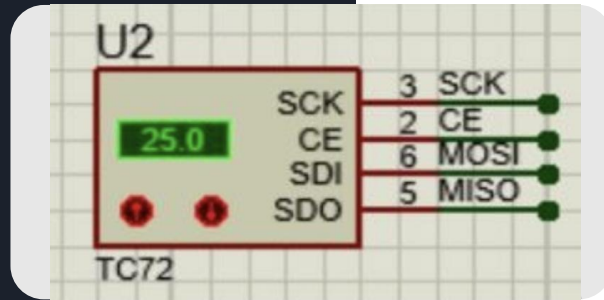 U2
SCK 3 SCK
25.0 CE 2 CE
SDI 6 MOSI
SDO 5 MISO
TC72